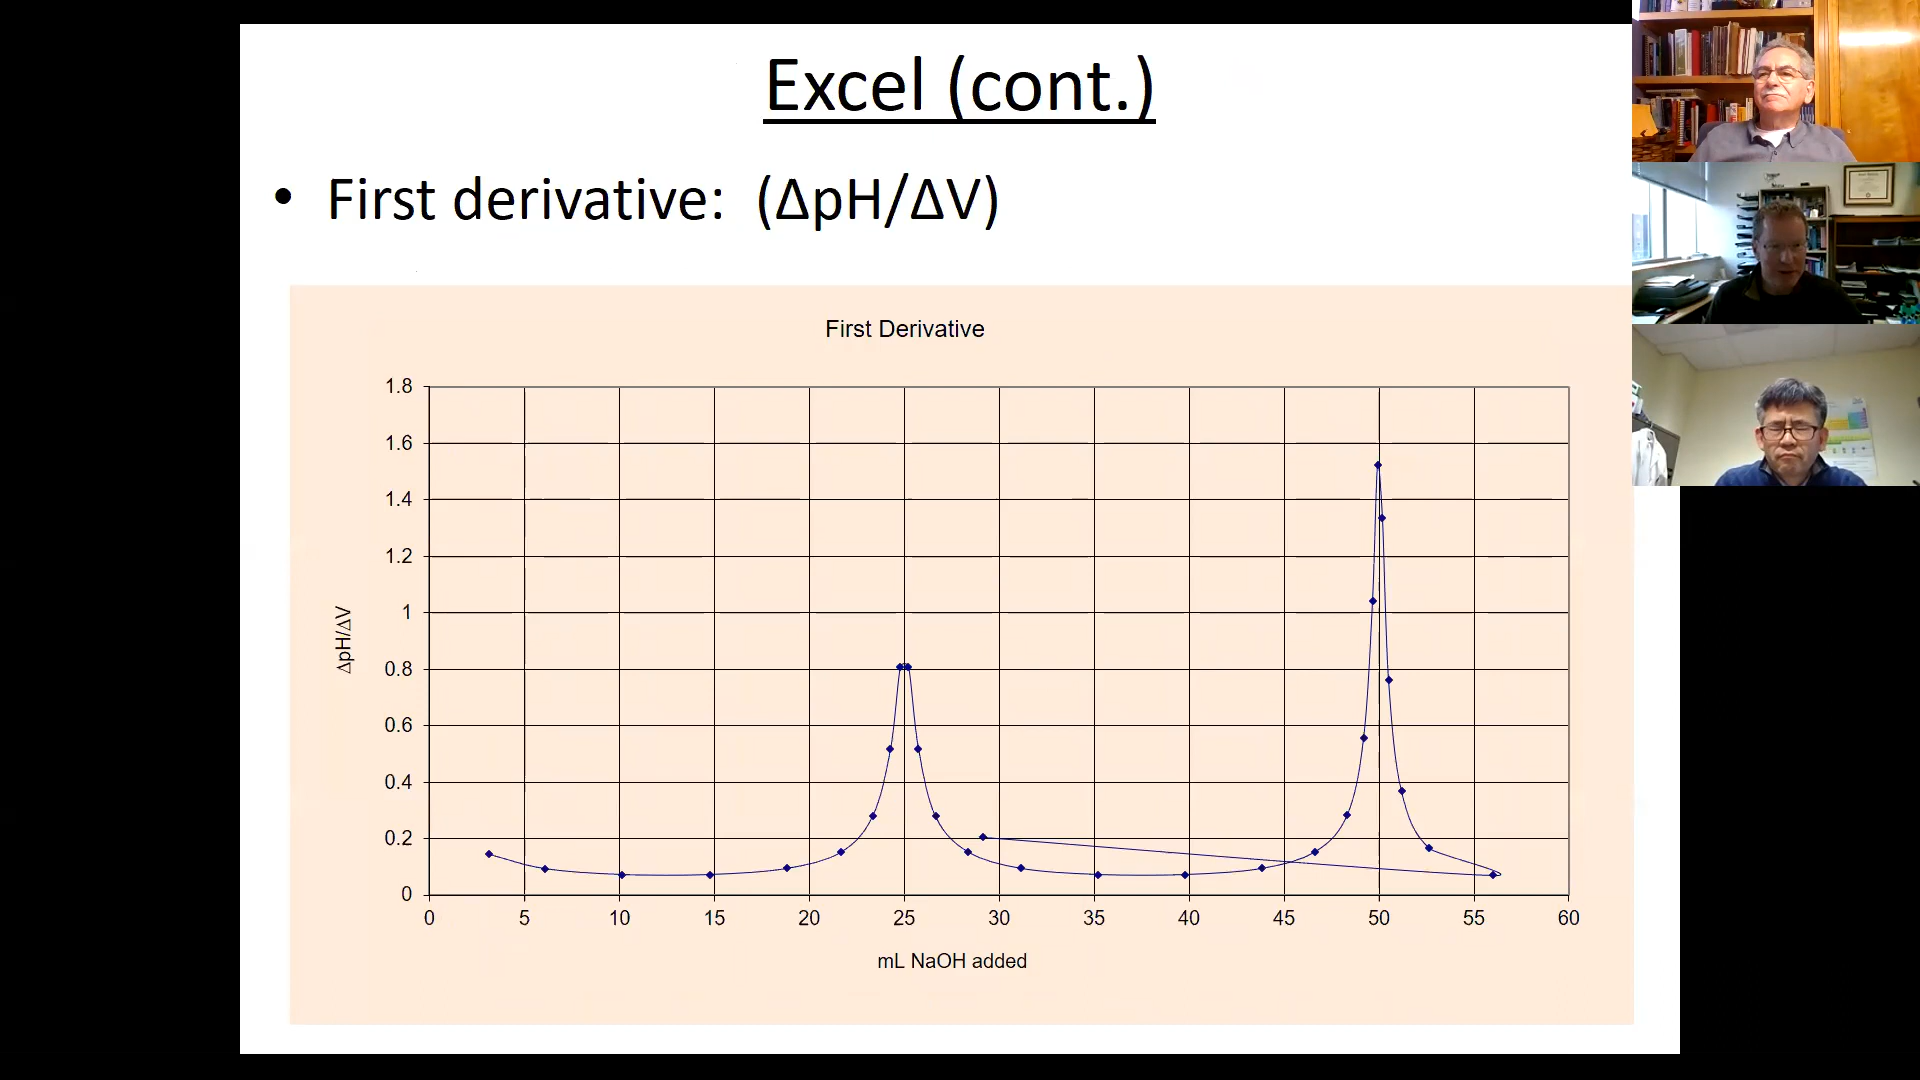 Excel (cont.)
• First derivative: (ΔpH/ΔV)
First Derivative
1.8
1.6
1.4
1.2
1
0.8
0.6
0.4
0.2
0
ΔpH/ΔV
0 5 10 15 20 25 30 35 40 45 50 55 60
mL NaOH added